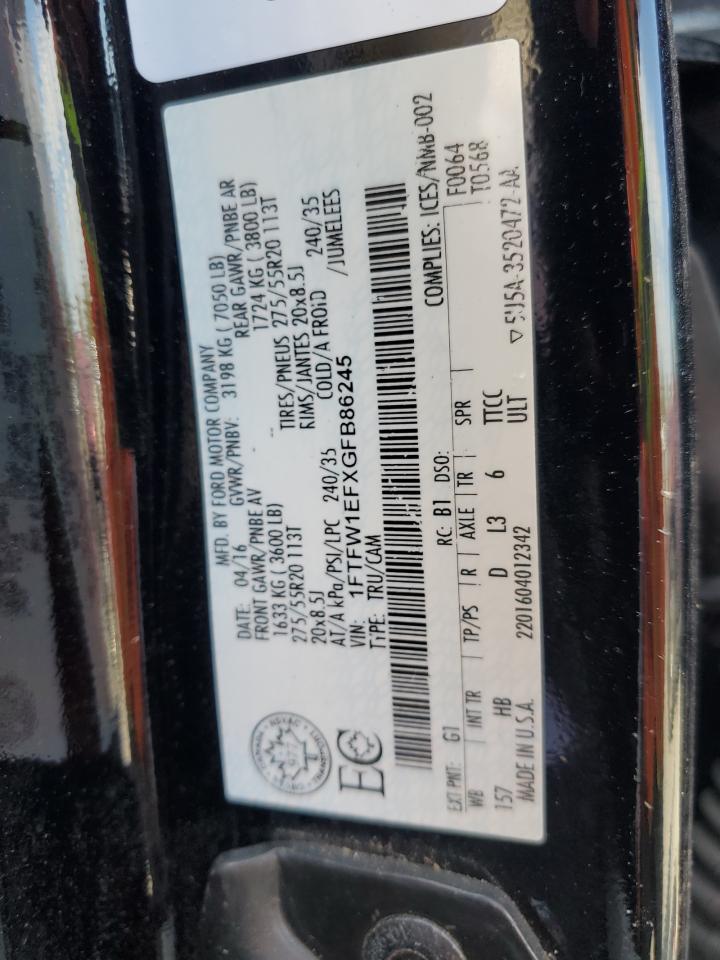 MFD. BY FORD MOTOR COMPANY
DATE: 04/16 GVWR/PNBV: 3198 KG ( 7050 LB)
FRONT GAWR/PNBE AV REAR GAWR/PNBE AR
1633 KG ( 3600 LB) 1724 KG ( 3800 LB)
275/55R20 113T TIRES/PNEUS 275/55R20 113T
20x8.5J RIMS/JANTES 20x8.5J
COLD/A FROID
AT/A kPa/PSI/LPC 240/35 240/35
VIN: 1FTFW1EFXGFB86245 /JUMELEES
TYPE: TRU/CAM
EC
COMPLIES: ICES/NMB-002
EXT PNT: G1 RC: B1 DSO: F0064
WB INT TR TP/PS R AXLE TR SPR T0568
157 HB D L3 6 TTCC
ULT
MADE IN U.S.A. 2201604012342 5U5A-3520472-AA